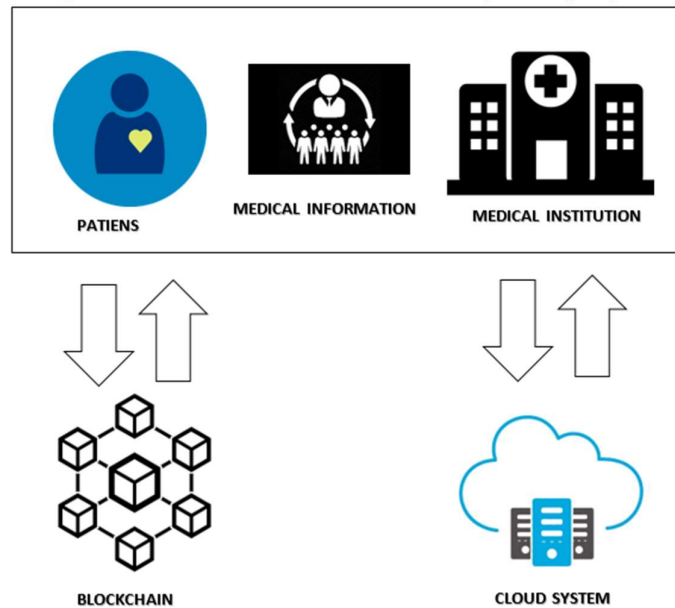 PATIENS
MEDICAL INFORMATION
MEDICAL INSTITUTION
BLOCKCHAIN
CLOUD SYSTEM